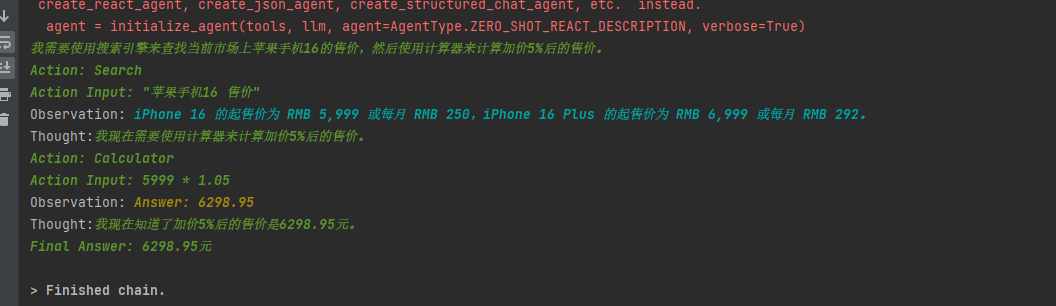 create_react_agent, create_json_agent, create_structured_chat_agent, etc.  instead.
agent = initialize_agent(tools, llm, agent=AgentType.ZERO_SHOT_REACT_DESCRIPTION, verbose=True)
我需要使用搜索引擎来查找当前市场上苹果手机16的售价，然后使用计算器来计算加价5%后的售价。
Action: Search
Action Input: "苹果手机16 售价"
Observation: iPhone 16 的起售价为 RMB 5,999 或每月 RMB 250，iPhone 16 Plus 的起售价为 RMB 6,999 或每月 RMB 292。
Thought:我现在需要使用计算器来计算加价5%后的售价。
Action: Calculator
Action Input: 5999 * 1.05
Observation: Answer: 6298.95
Thought:我现在知道了加价5%后的售价是6298.95元。
Final Answer: 6298.95元
> Finished chain.